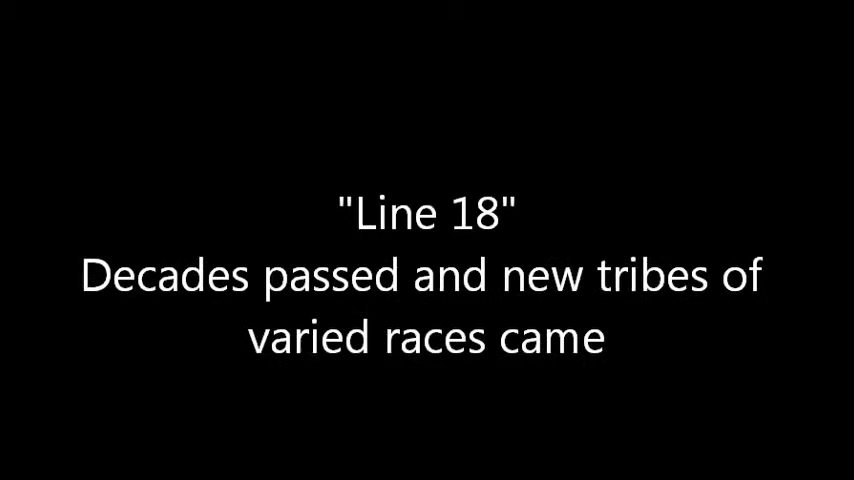 "Line 18"
Decades passed and new tribes of
varied races came